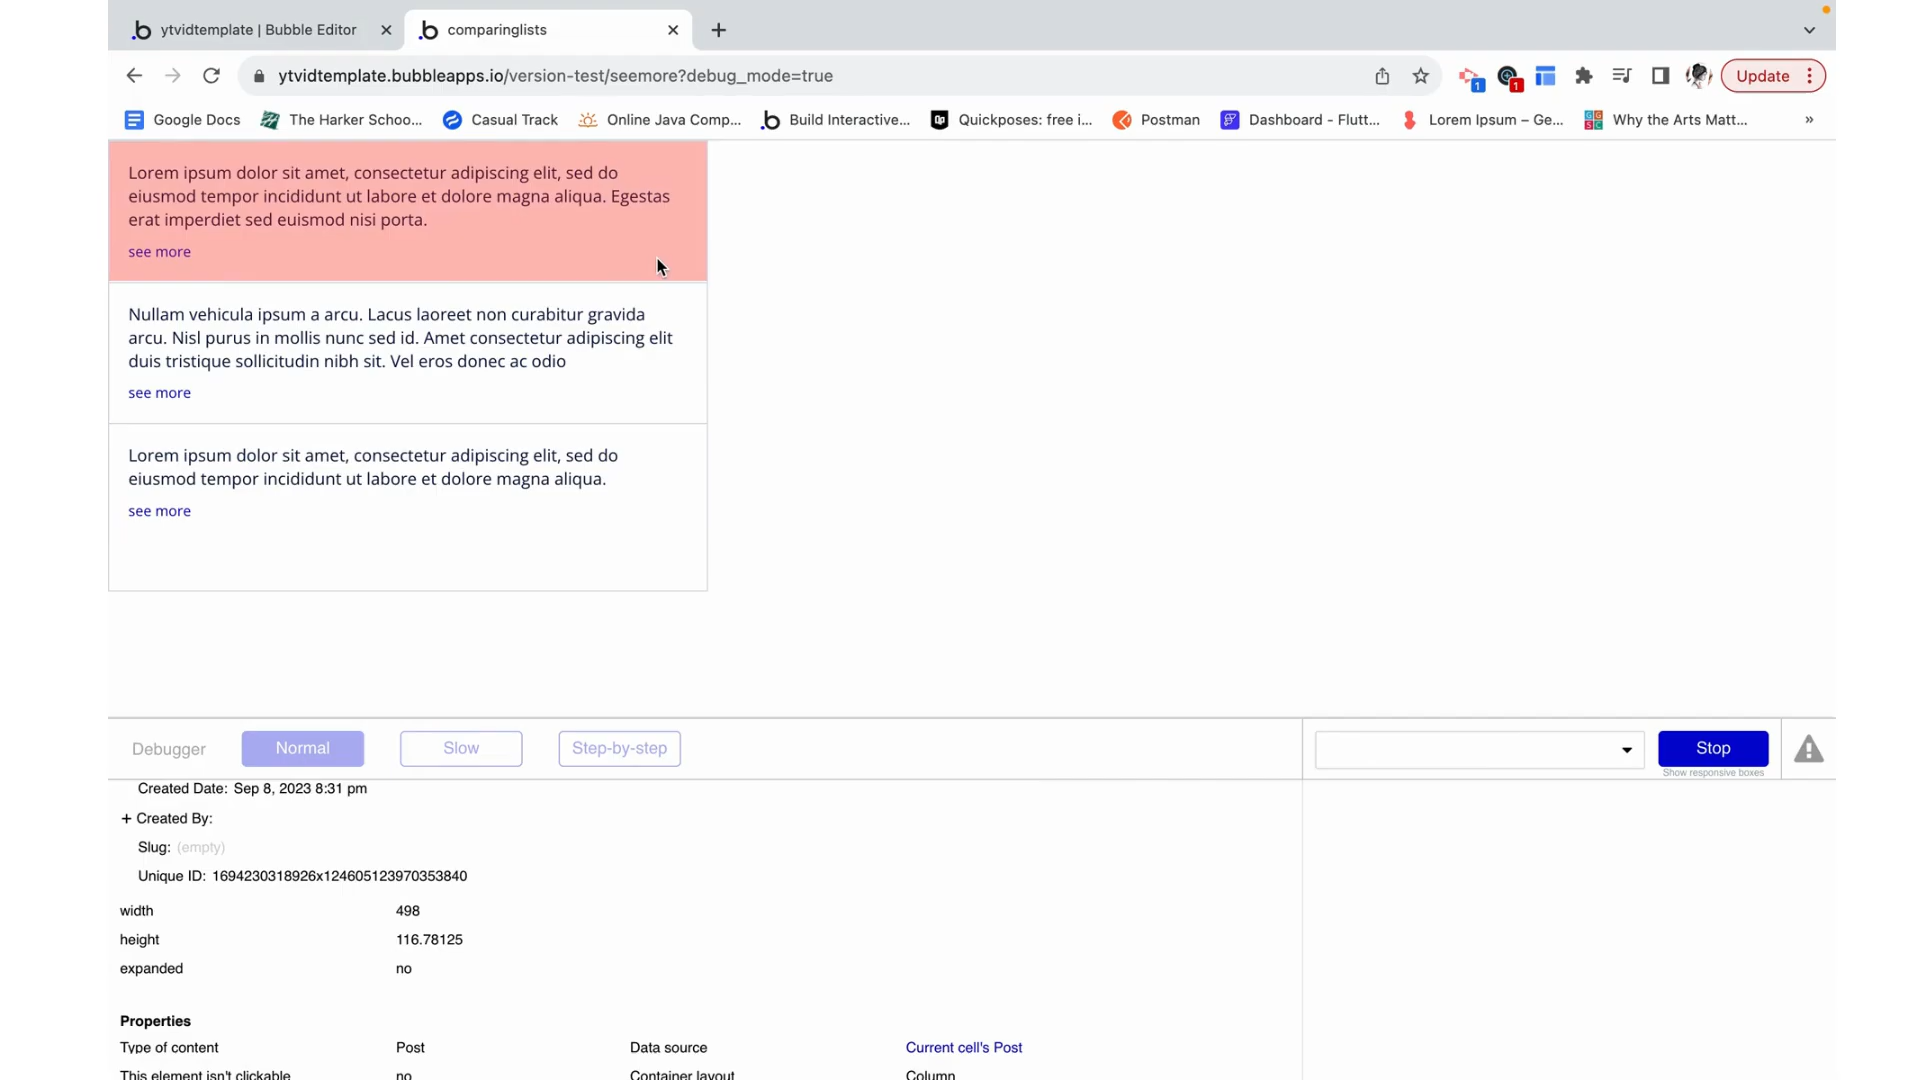 ytvidtemplate | Bubble Editor
comparinglists
ytvidtemplate.bubbleapps.io/version-test/seemore?debug_mode=true
1
1
Update
Google Docs
The Harker Schoo...
Casual Track
Online Java Comp...
Build Interactive...
Quickposes: free i...
Postman
Dashboard - Flutt...
Lorem Ipsum – Ge...
Why the Arts Matt...
»
Lorem ipsum dolor sit amet, consectetur adipiscing elit, sed do
eiusmod tempor incididunt ut labore et dolore magna aliqua. Egestas
erat imperdiet sed euismod nisi porta.
see more
Nullam vehicula ipsum a arcu. Lacus laoreet non curabitur gravida
arcu. Nisl purus in mollis nunc sed id. Amet consectetur adipiscing elit
duis tristique sollicitudin nibh sit. Vel eros donec ac odio
see more
Lorem ipsum dolor sit amet, consectetur adipiscing elit, sed do
eiusmod tempor incididunt ut labore et dolore magna aliqua.
see more
Debugger
Normal
Slow
Step-by-step
Stop
Show responsive boxes
Created Date: Sep 8, 2023 8:31 pm
+ Created By:
Slug: (empty)
Unique ID: 1694230318926x124605123970353840
width 498
height 116.78125
expanded no
Properties
Type of content Post Data source Current cell's Post
This element isn't clickable no Container layout Column